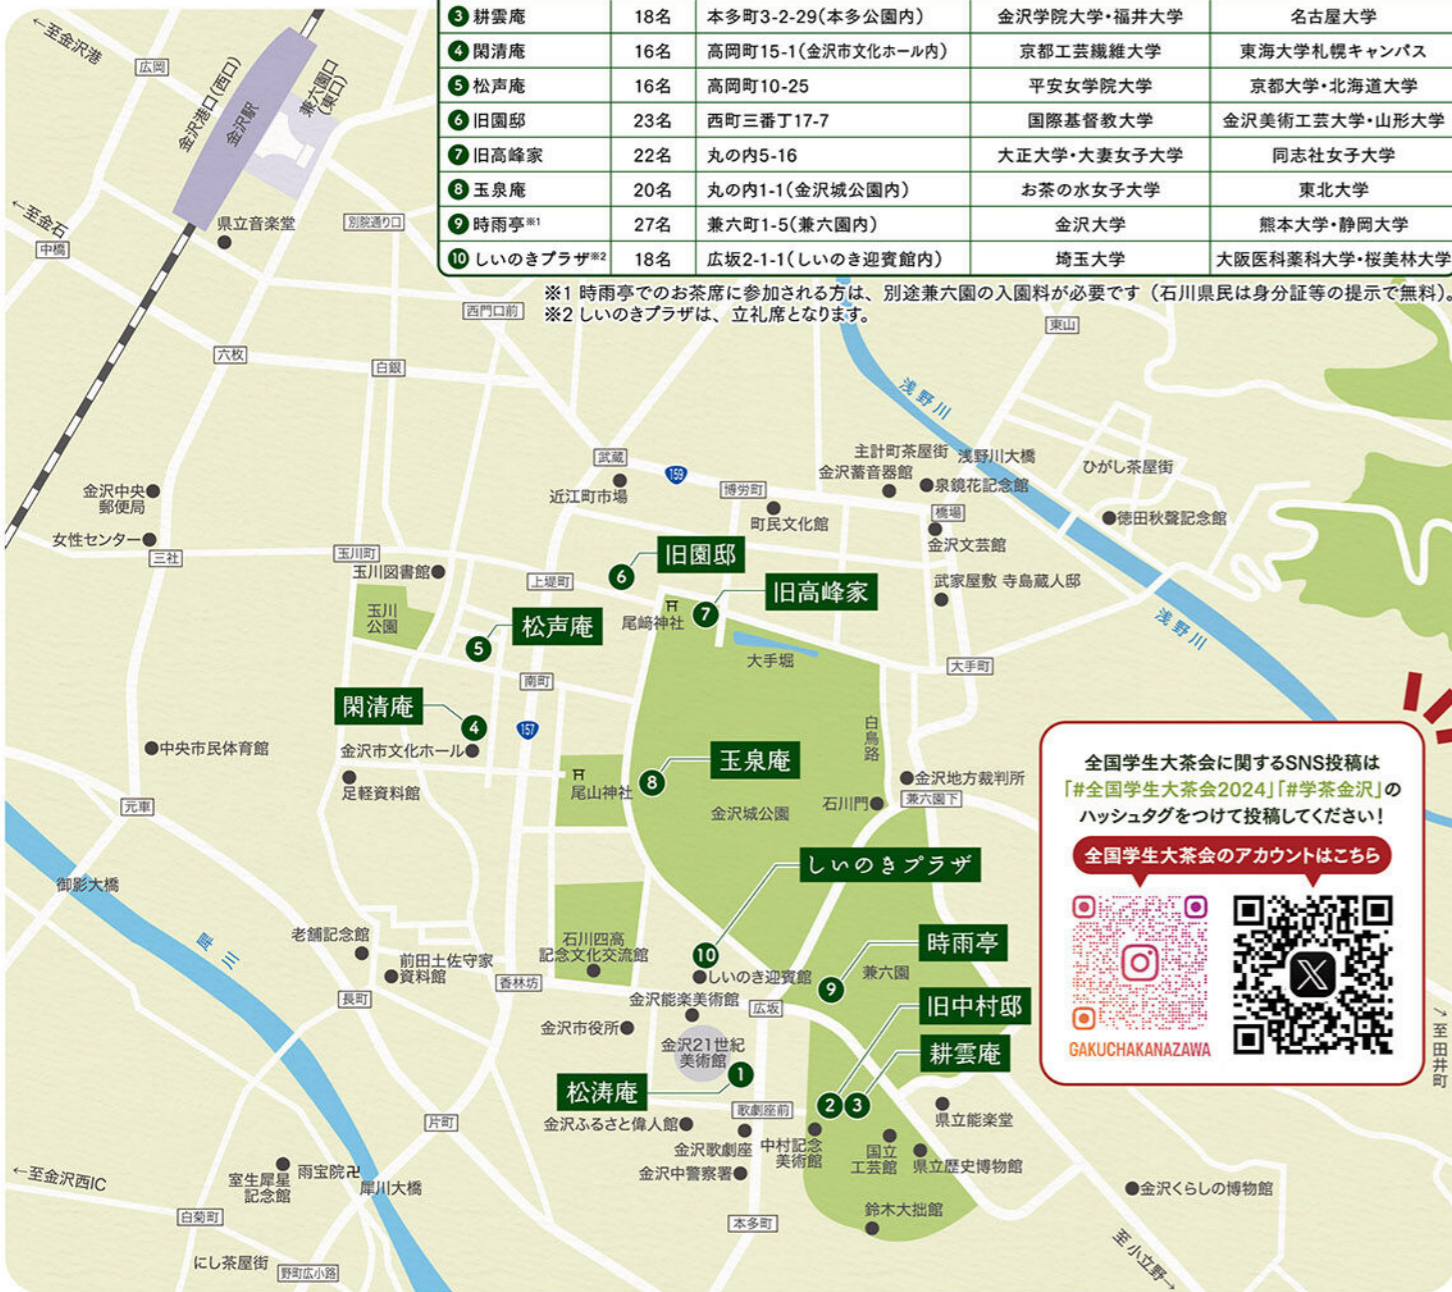 ③ 耕雲庵 18名 本多町3-2-29(本多公園内) 金沢学院大学・福井大学 名古屋大学
④ 閑清庵 16名 高岡町15-1(金沢市文化ホール内) 京都工芸繊維大学 東海大学札幌キャンパス
⑤ 松声庵 16名 高岡町10-25 平安女学院大学 京都大学・北海道大学
⑥ 旧園邸 23名 西町三番丁17-7 国際基督教大学 金沢美術工芸大学・山形大学
⑦ 旧高峰家 22名 丸の内5-16 大正大学・大妻女子大学 同志社女子大学
⑧ 玉泉庵 20名 丸の内1-1(金沢城公園内) お茶の水女子大学 東北大学
⑨ 時雨亭※1 27名 兼六町1-5(兼六園内) 金沢大学 熊本大学・静岡大学
⑩ しいのきプラザ※2 18名 広坂2-1-1(しいのき迎賓館内) 埼玉大学 大阪医科薬科大学・桜美林大学
※1 時雨亭でのお茶席に参加される方は、別途兼六園の入園料が必要です（石川県民は身分証等の提示で無料）。
※2 しいのきプラザは、立礼席となります。
←至金沢港
広岡
金沢港口(西口)
金沢駅
兼六園口
(東口)
←至金石
中橋
県立音楽堂
別院通り口
西門口前
六枚
白銀
東山
浅野川
武蔵
159
近江町市場
博労町
町民文化館
主計町茶屋街
浅野川大橋
金沢蓄音器館
泉鏡花記念館
橋場
金沢文芸館
ひがし茶屋街
徳田秋聲記念館
武家屋敷 寺島蔵人邸
浅野川
金沢中央
郵便局
女性センター
三社
玉川町
玉川図書館
玉川
公園
上堤町
⑥
旧園邸
尾﨑神社
⑦
旧高峰家
大手堀
大手町
⑤
松声庵
南町
閑清庵
④
157
金沢市文化ホール
中央市民体育館
足軽資料館
元車
尾山神社
⑧
玉泉庵
金沢城公園
白鳥路
石川門
金沢地方裁判所
兼六園下
しいのきプラザ
御影大橋
犀川
老舗記念館
前田土佐守家
資料館
長町
香林坊
石川四高
記念文化交流館
⑩
しいのき迎賓館
時雨亭
兼六園
⑨
金沢能楽美術館
広坂
旧中村邸
金沢市役所
金沢21世紀
美術館
耕雲庵
松涛庵
①
②
③
歌劇座前
片町
金沢ふるさと偉人館
金沢歌劇座
中村記念
美術館
国立
工芸館
県立能楽堂
県立歴史博物館
金沢中警察署
鈴木大拙館
金沢くらしの博物館
←至金沢西IC
室生犀星
記念館
雨宝院卍
犀川大橋
白菊町
本多町
にし茶屋街
野町広小路
至小立野→
→至田井町
全国学生大茶会に関するSNS投稿は
「#全国学生大茶会2024」「#学茶金沢」の
ハッシュタグをつけて投稿してください!
全国学生大茶会のアカウントはこちら
GAKUCHAKANAZAWA